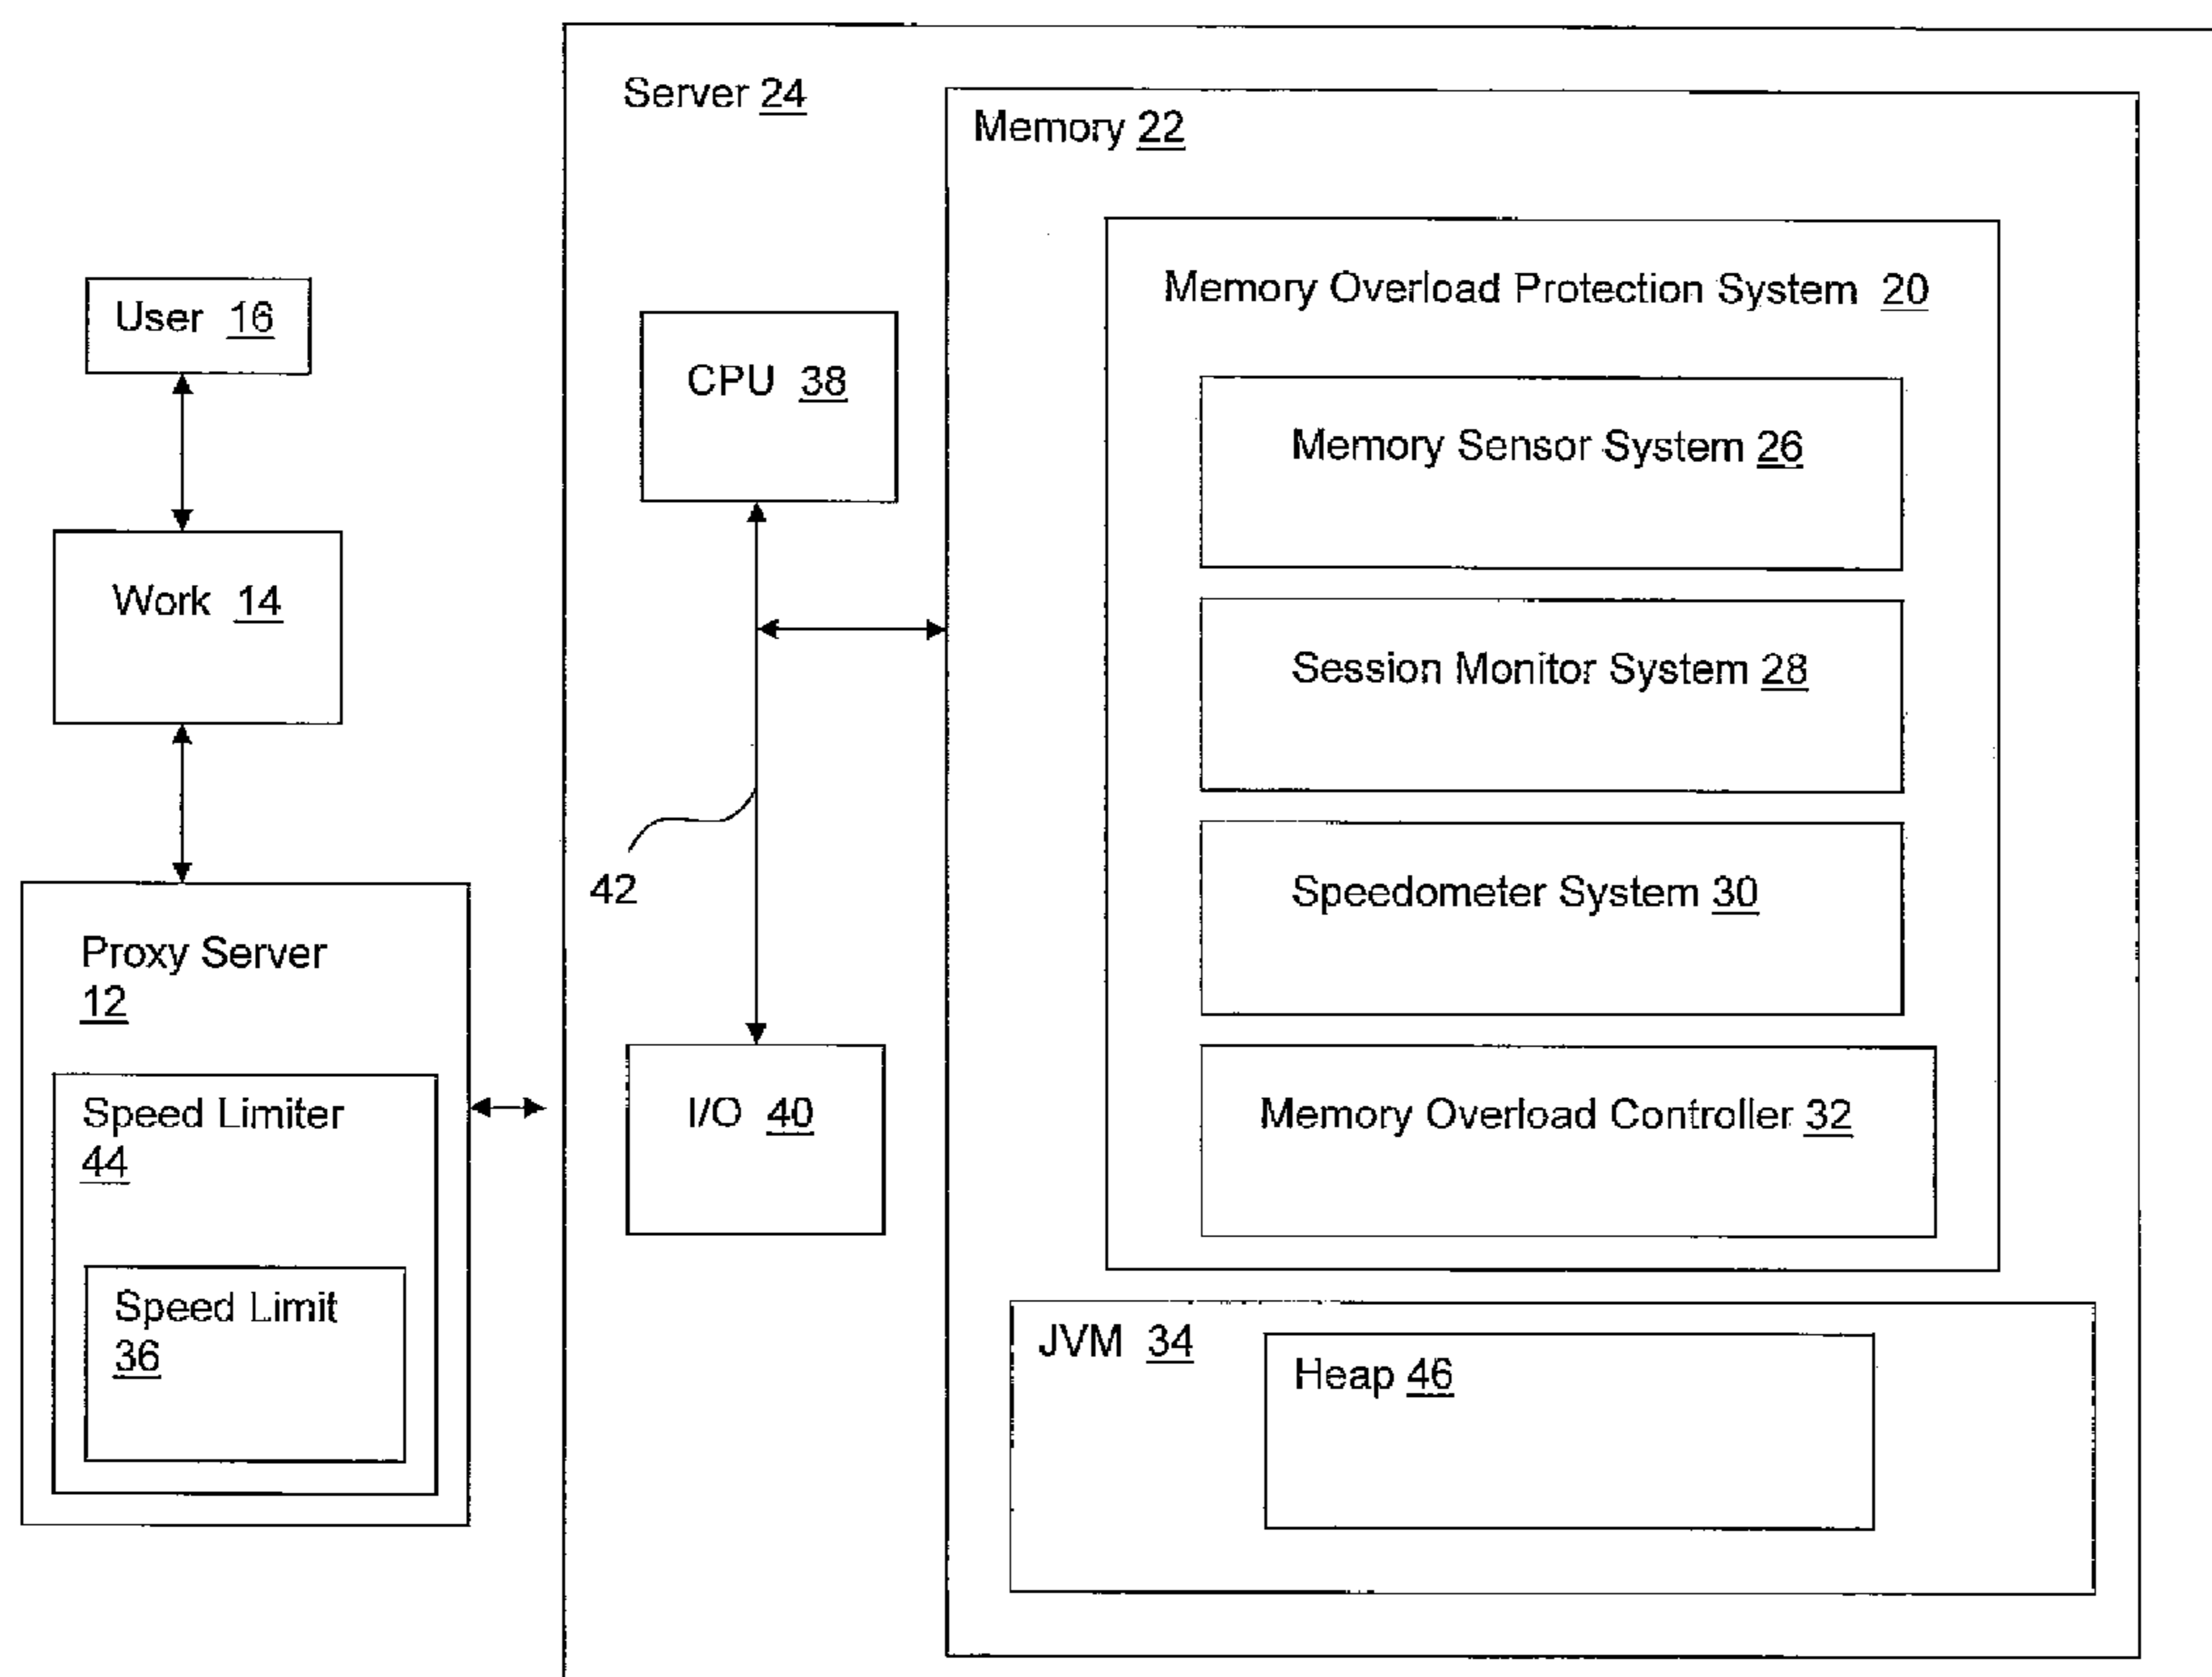 Server 24
Memory 22
Memory Overload Protection System 20
User 16
CPU 38
Memory Sensor System 26
Work 14
Session Monitor System 28
42
Speedometer System 30
Proxy Server
12
Speed Limiter
44
I/O 40
Memory Overload Controller 32
Speed Limit
36
JVM 34
Heap 46